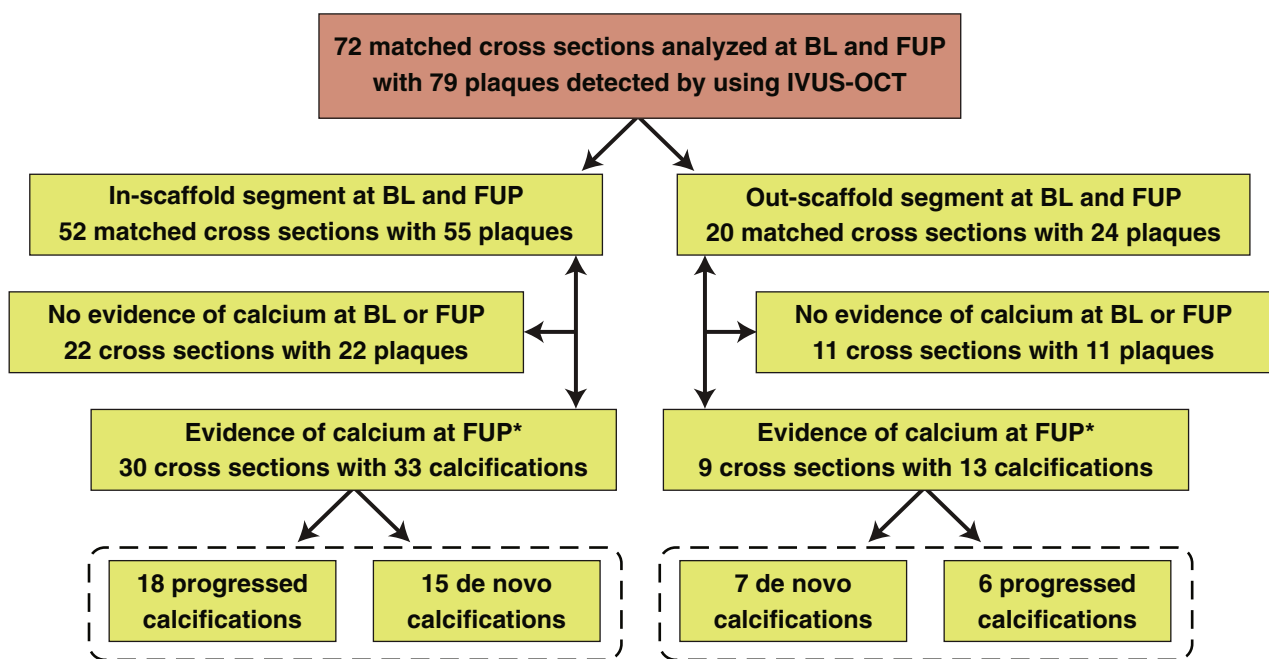 72 matched cross sections analyzed at BL and FUP
with 79 plaques detected by using IVUS-OCT
In-scaffold segment at BL and FUP
52 matched cross sections with 55 plaques
Out-scaffold segment at BL and FUP
20 matched cross sections with 24 plaques
No evidence of calcium at BL or FUP
22 cross sections with 22 plaques
No evidence of calcium at BL or FUP
11 cross sections with 11 plaques
Evidence of calcium at FUP*
30 cross sections with 33 calcifications
Evidence of calcium at FUP*
9 cross sections with 13 calcifications
18 progressed
calcifications
15 de novo
calcifications
7 de novo
calcifications
6 progressed
calcifications